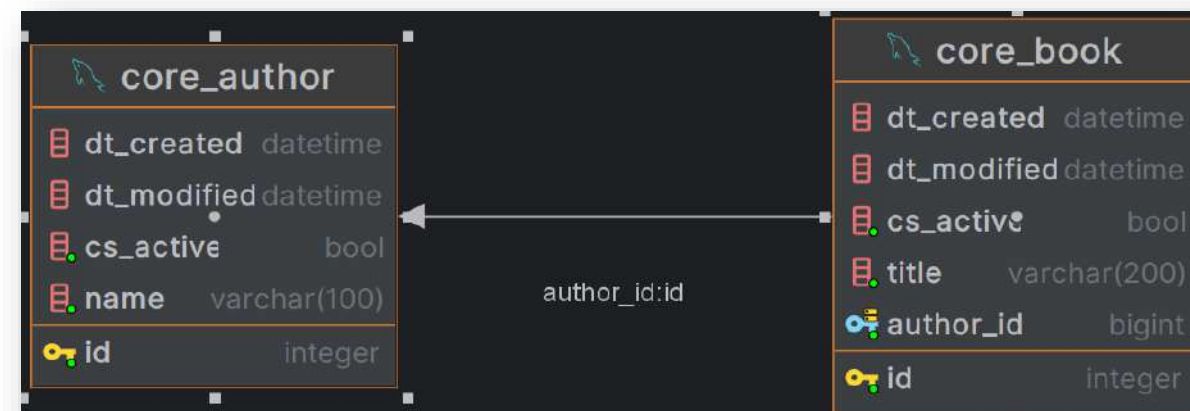 core_author
dt_created datetime
dt_modified datetime
cs_active bool
name varchar(100)
id integer
author_id:id
core_book
dt_created datetime
dt_modified datetime
cs_active bool
title varchar(200)
author_id bigint
id integer